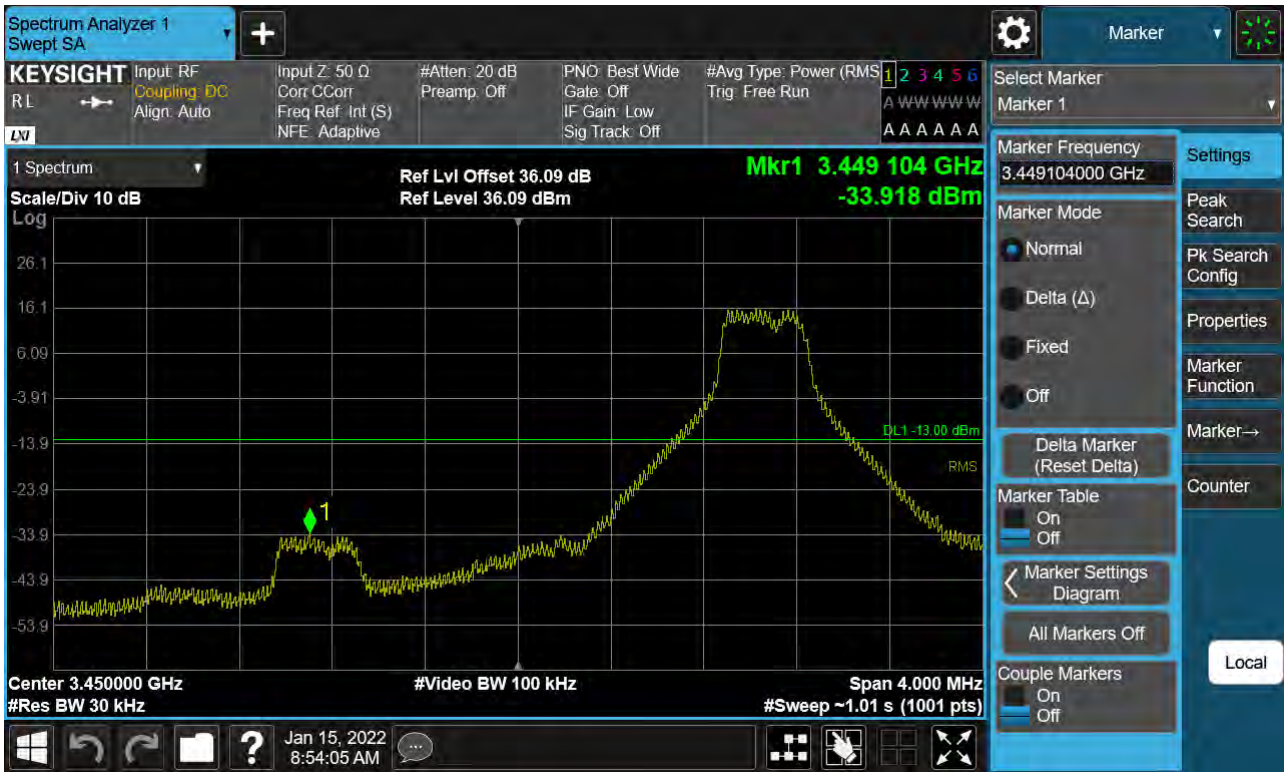 Spectrum Analyzer 1
Swept SA
+
Marker
KEYSIGHT
RL
LXI
Input: RF
Coupling: DC
Align: Auto
Input Z: 50 Ω
Corr CCorr
Freq Ref: Int (S)
NFE: Adaptive
#Atten: 20 dB
Preamp: Off
PNO: Best Wide
Gate: Off
IF Gain: Low
Sig Track: Off
#Avg Type: Power (RMS
Trig: Free Run
1 2 3 4 5 6
A W W W W W
A A A A A A
Select Marker
Marker 1
1 Spectrum
Scale/Div 10 dB
Log
Ref Lvl Offset 36.09 dB
Ref Level 36.09 dBm
Mkr1 3.449 104 GHz
-33.918 dBm
26.1
16.1
6.09
-3.91
-13.9
-23.9
-33.9
-43.9
-53.9
DL1 -13.00 dBm
RMS
1
Center 3.450000 GHz
#Res BW 30 kHz
#Video BW 100 kHz
Span 4.000 MHz
#Sweep ~1.01 s (1001 pts)
Marker Frequency
3.449104000 GHz
Marker Mode
Normal
Delta (Δ)
Fixed
Off
Delta Marker
(Reset Delta)
Marker Table
On
Off
Marker Settings
Diagram
All Markers Off
Couple Markers
On
Off
Settings
Peak
Search
Pk Search
Config
Properties
Marker
Function
Marker→
Counter
Local
?
Jan 15, 2022
8:54:05 AM